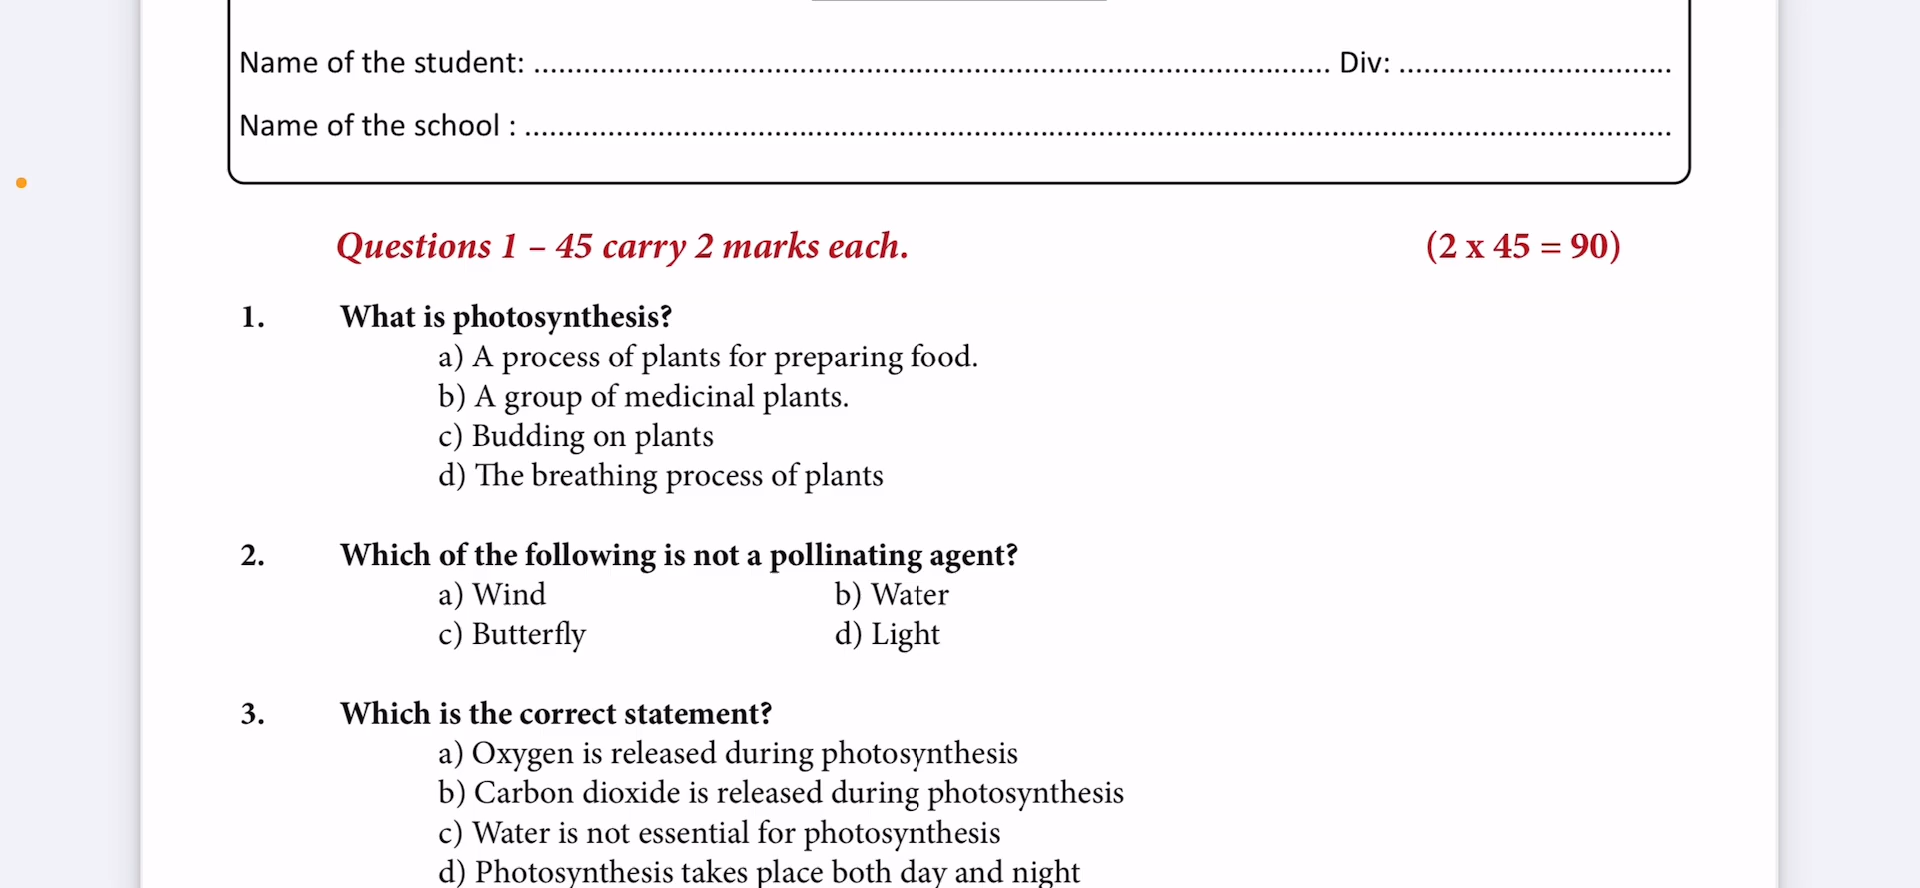 Name of the student: ................................................................................................ Div: .................................
Name of the school : ..........................................................................................................................................
Questions 1 – 45 carry 2 marks each. (2 x 45 = 90)
1. What is photosynthesis?
a) A process of plants for preparing food.
b) A group of medicinal plants.
c) Budding on plants
d) The breathing process of plants
2. Which of the following is not a pollinating agent?
a) Wind b) Water
c) Butterfly d) Light
3. Which is the correct statement?
a) Oxygen is released during photosynthesis
b) Carbon dioxide is released during photosynthesis
c) Water is not essential for photosynthesis
d) Photosynthesis takes place both day and night